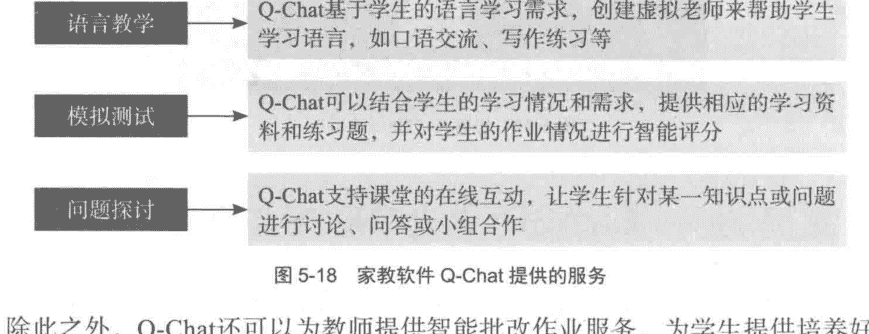 语言教学
Q-Chat基于学生的语言学习需求，创建虚拟老师来帮助学生
学习语言，如口语交流、写作练习等
模拟测试
Q-Chat可以结合学生的学习情况和需求，提供相应的学习资
料和练习题，并对学生的作业情况进行智能评分
问题探讨
Q-Chat支持课堂的在线互动，让学生针对某一知识点或问题
进行讨论、问答或小组合作
图 5-18 家教软件 Q-Chat 提供的服务
除此之外，Q-Chat还可以为教师提供智能批改作业服务，为学生提供培养好